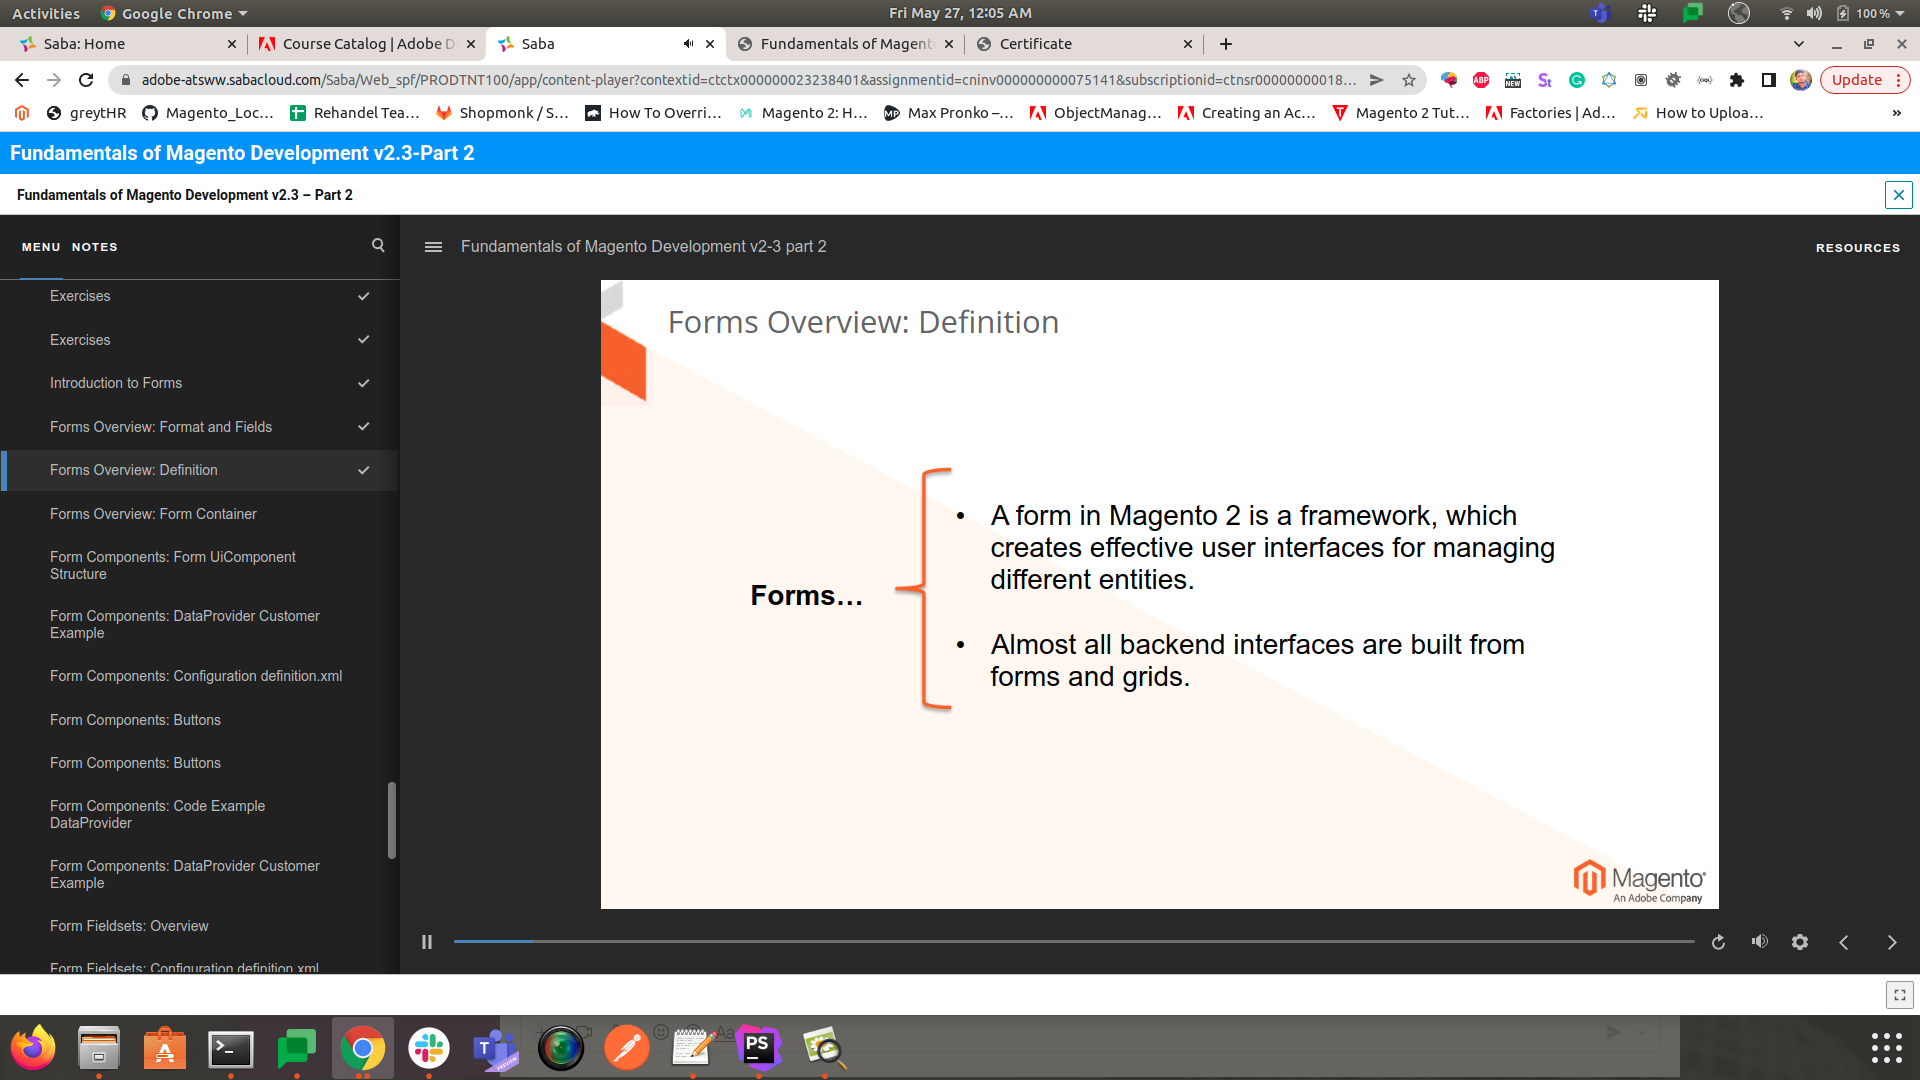 Activities
Google Chrome
Fri May 27, 12:05 AM
100 %
Saba: Home
Course Catalog | Adobe D
Saba
Fundamentals of Magent
Certificate
adobe-atsww.sabacloud.com/Saba/Web_spf/PRODTNT100/app/content-player?contextid=ctctx000000023238401&assignmentid=cninv000000000075141&subscriptionid=ctnsr00000000018...
ABP
NEW
Update
greytHR
Magento_Loc...
Rehandel Tea...
Shopmonk / S...
How To Overri...
Magento 2: H...
Max Pronko –...
ObjectManag...
Creating an Ac...
Magento 2 Tut...
Factories | Ad...
How to Uploa...
»
Fundamentals of Magento Development v2.3-Part 2
Fundamentals of Magento Development v2.3 – Part 2
MENU NOTES
Fundamentals of Magento Development v2-3 part 2
RESOURCES
Exercises
Exercises
Introduction to Forms
Forms Overview: Format and Fields
Forms Overview: Definition
Forms Overview: Form Container
Form Components: Form UiComponent
Structure
Form Components: DataProvider Customer
Example
Form Components: Configuration definition.xml
Form Components: Buttons
Form Components: Buttons
Form Components: Code Example
DataProvider
Form Components: DataProvider Customer
Example
Form Fieldsets: Overview
Form Fieldsets: Configuration definition.xml
Forms Overview: Definition
Forms…
• A form in Magento 2 is a framework, which
creates effective user interfaces for managing
different entities.
• Almost all backend interfaces are built from
forms and grids.
Magento
An Adobe Company
PS